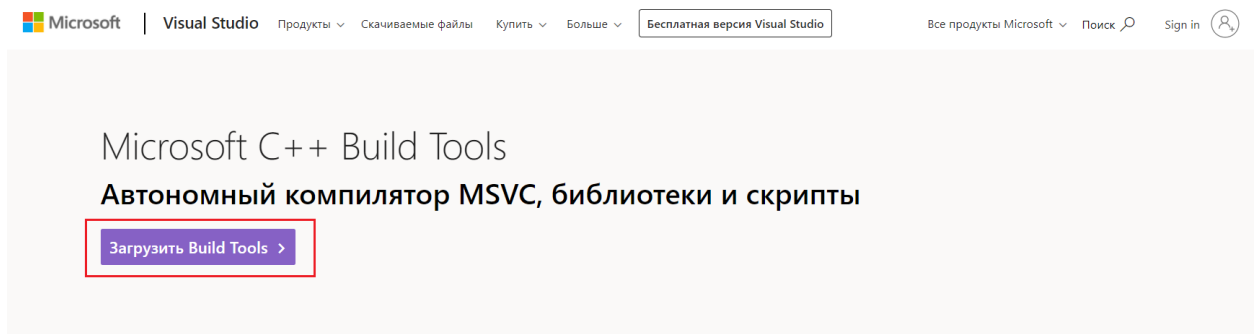 Microsoft Visual Studio Продукты Скачиваемые файлы Купить Больше Бесплатная версия Visual Studio Все продукты Microsoft Поиск Sign in
Microsoft C++ Build Tools
Автономный компилятор MSVC, библиотеки и скрипты
Загрузить Build Tools